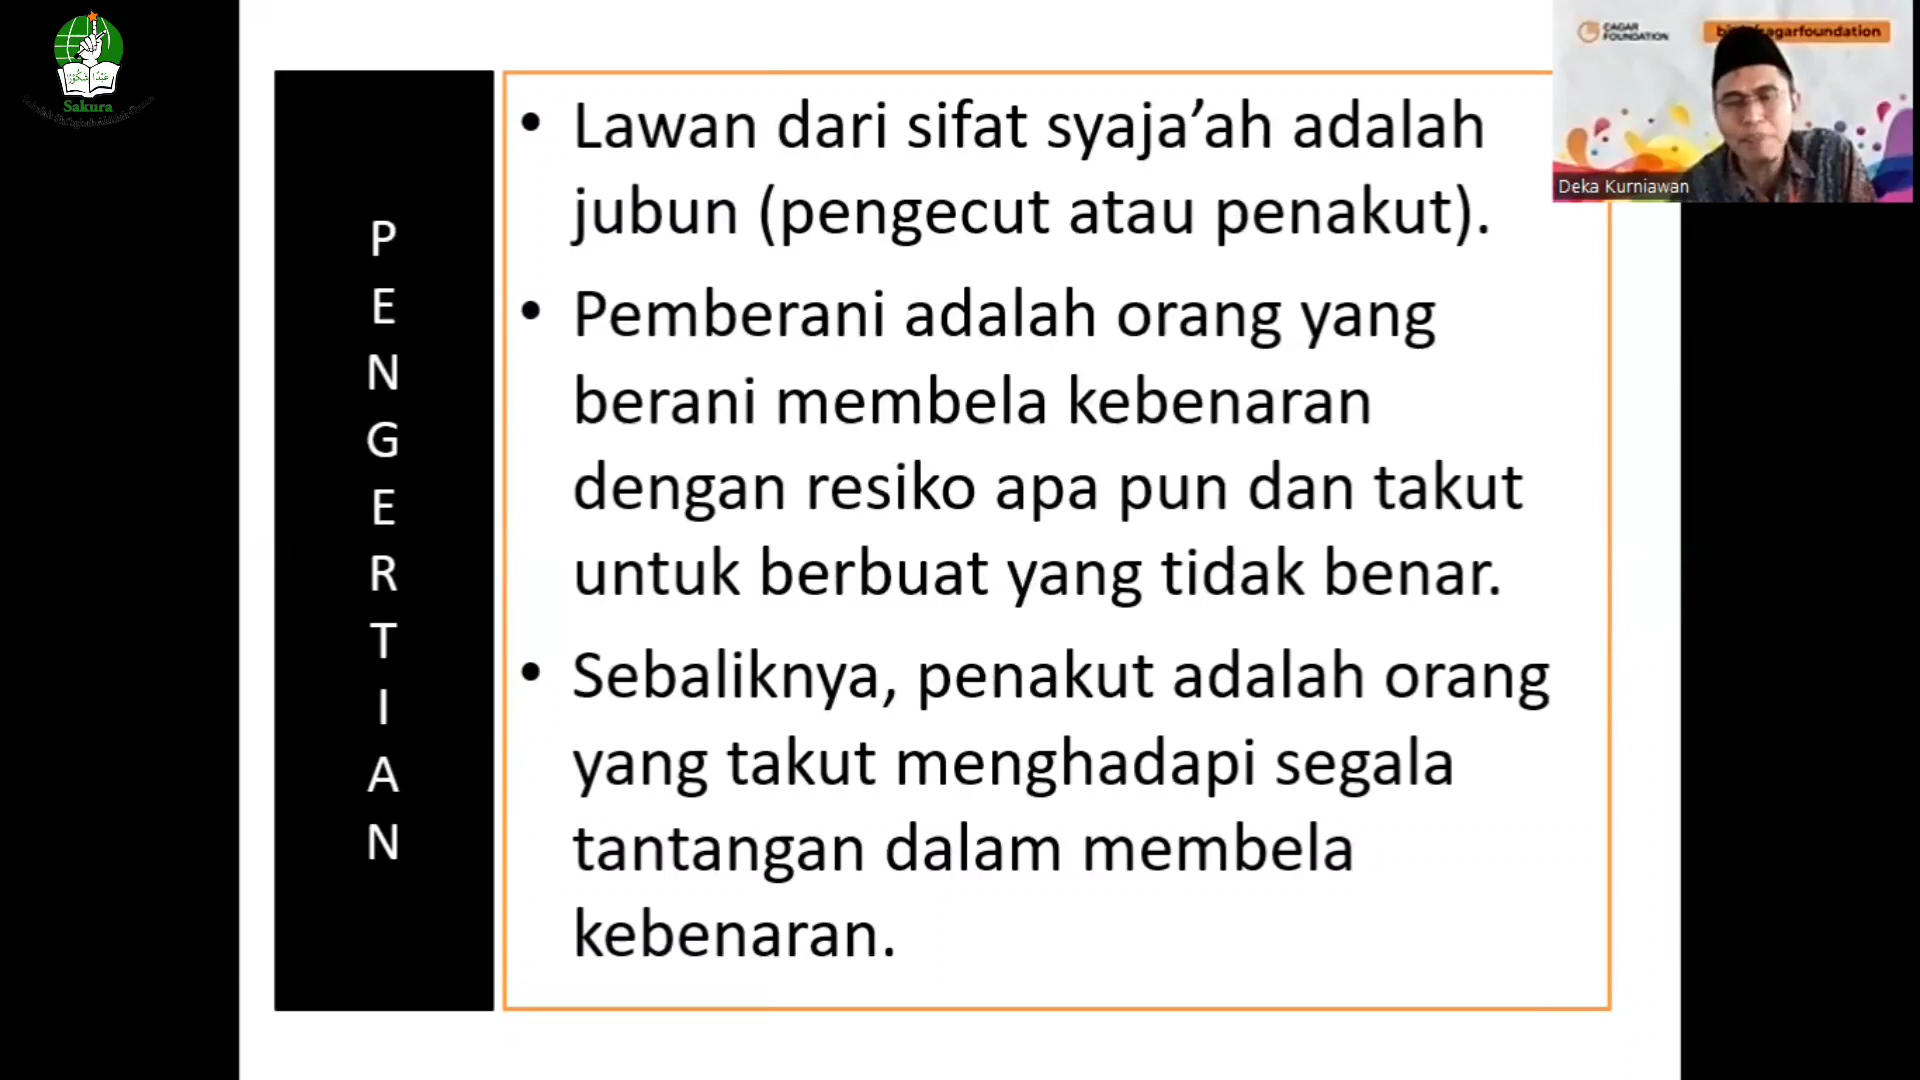 عَبْدًا شَكُوْرًا
Sakura
P
E
N
G
E
R
T
I
A
N
• Lawan dari sifat syaja’ah adalah
jubun (pengecut atau penakut).
• Pemberani adalah orang yang
berani membela kebenaran
dengan resiko apa pun dan takut
untuk berbuat yang tidak benar.
• Sebaliknya, penakut adalah orang
yang takut menghadapi segala
tantangan dalam membela
kebenaran.
CAGAR
FOUNDATION
Deka Kurniawan